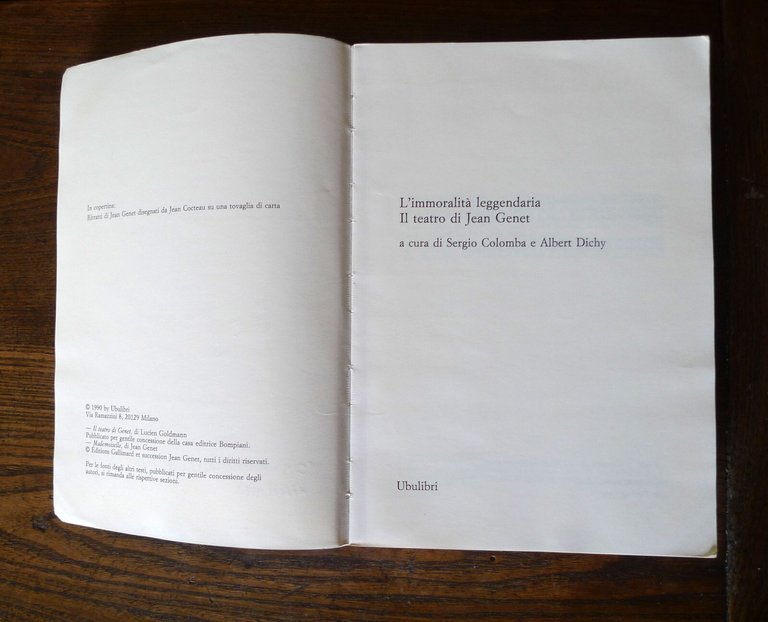 In copertina:
Ritratti di Jean Genet disegnati da Jean Cocteau su una tovaglia di carta
© 1990 by Ubulibri
Via Ramazzini 8, 20129 Milano
— Il teatro di Genet, di Lucien Goldmann
Pubblicato per gentile concessione della casa editrice Bompiani.
— Mademoiselle, di Jean Genet
© Editions Gallimard et succession Jean Genet, tutti i diritti riservati.
Per le fonti degli altri testi, pubblicati per gentile concessione degli
autori, si rimanda alle rispettive sezioni.
L'immoralità leggendaria
Il teatro di Jean Genet
a cura di Sergio Colomba e Albert Dichy
Ubulibri